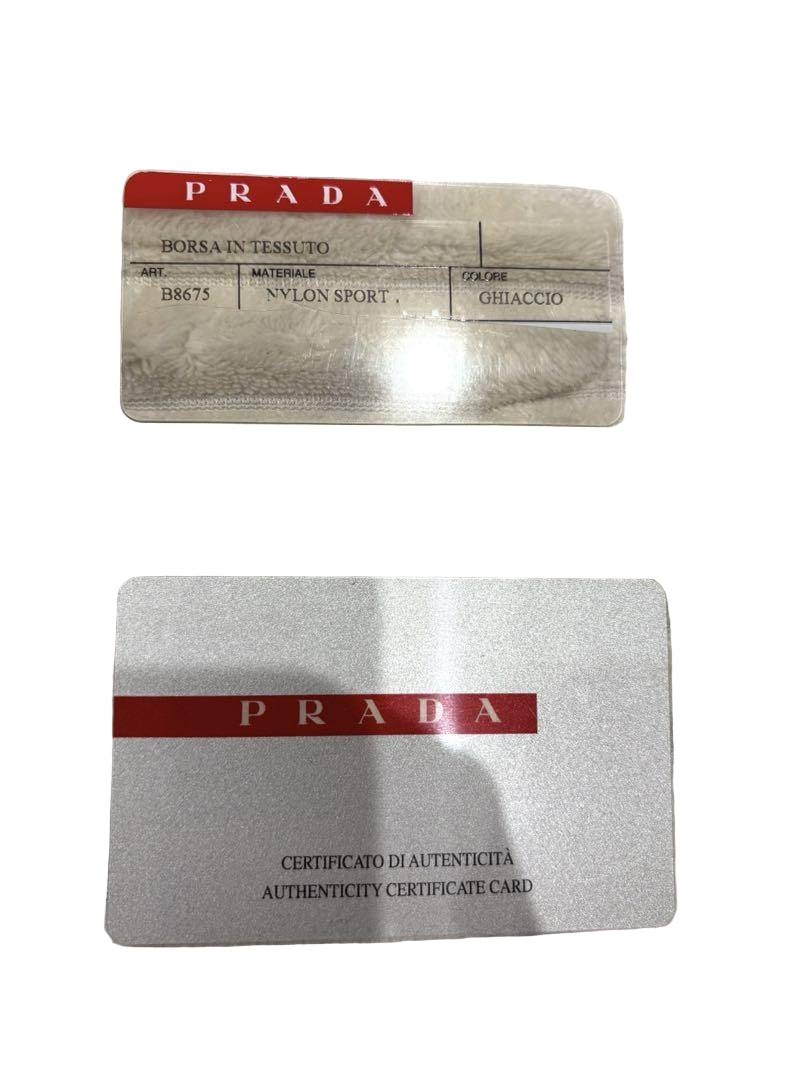 PRADA
BORSA IN TESSUTO
ART. MATERIALE COLORE
B8675 NYLON SPORT . GHIACCIO
PRADA
CERTIFICATO DI AUTENTICITÀ
AUTHENTICITY CERTIFICATE CARD